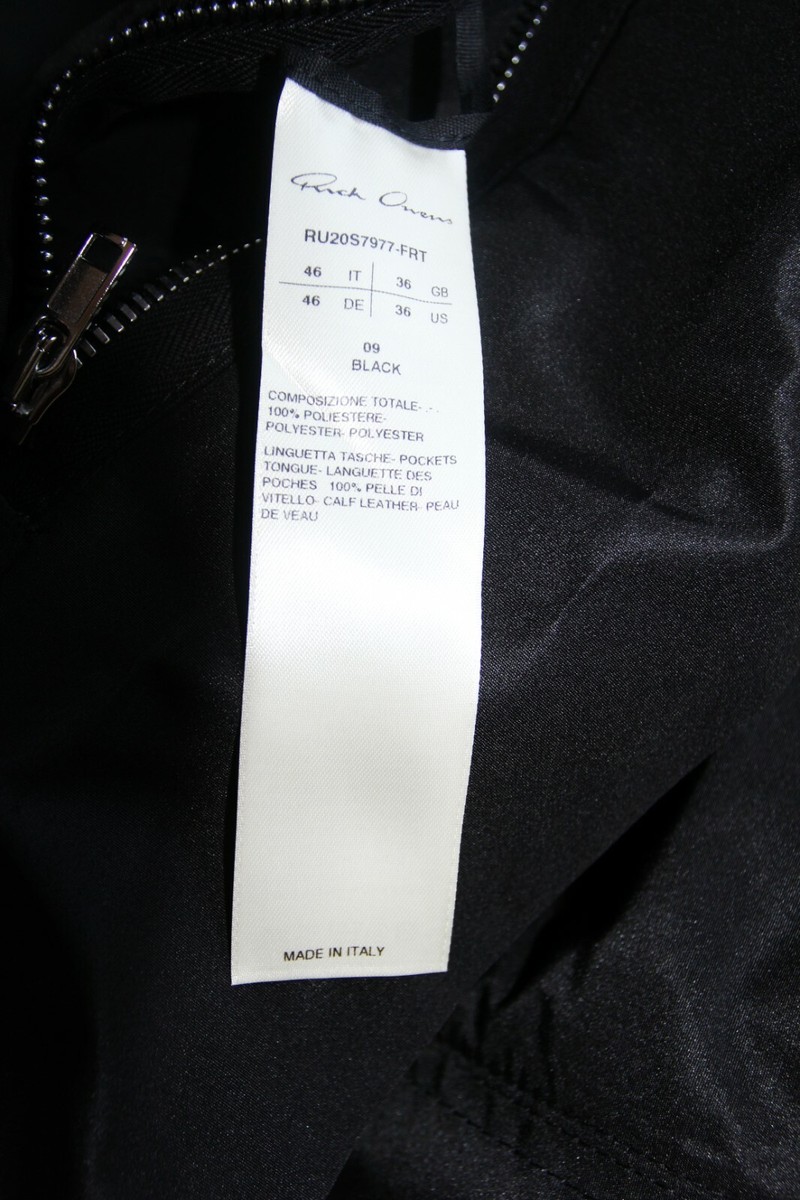 Rick Owens
RU20S7977-FRT
46 IT 36 GB
46 DE 36 US
09
BLACK
COMPOSIZIONE TOTALE- - -
100% POLIESTERE-
POLYESTER- POLYESTER
LINGUETTA TASCHE- POCKETS
TONGUE- LANGUETTE DES
POCHES 100% PELLE DI
VITELLO- CALF LEATHER- PEAU
DE VEAU
MADE IN ITALY